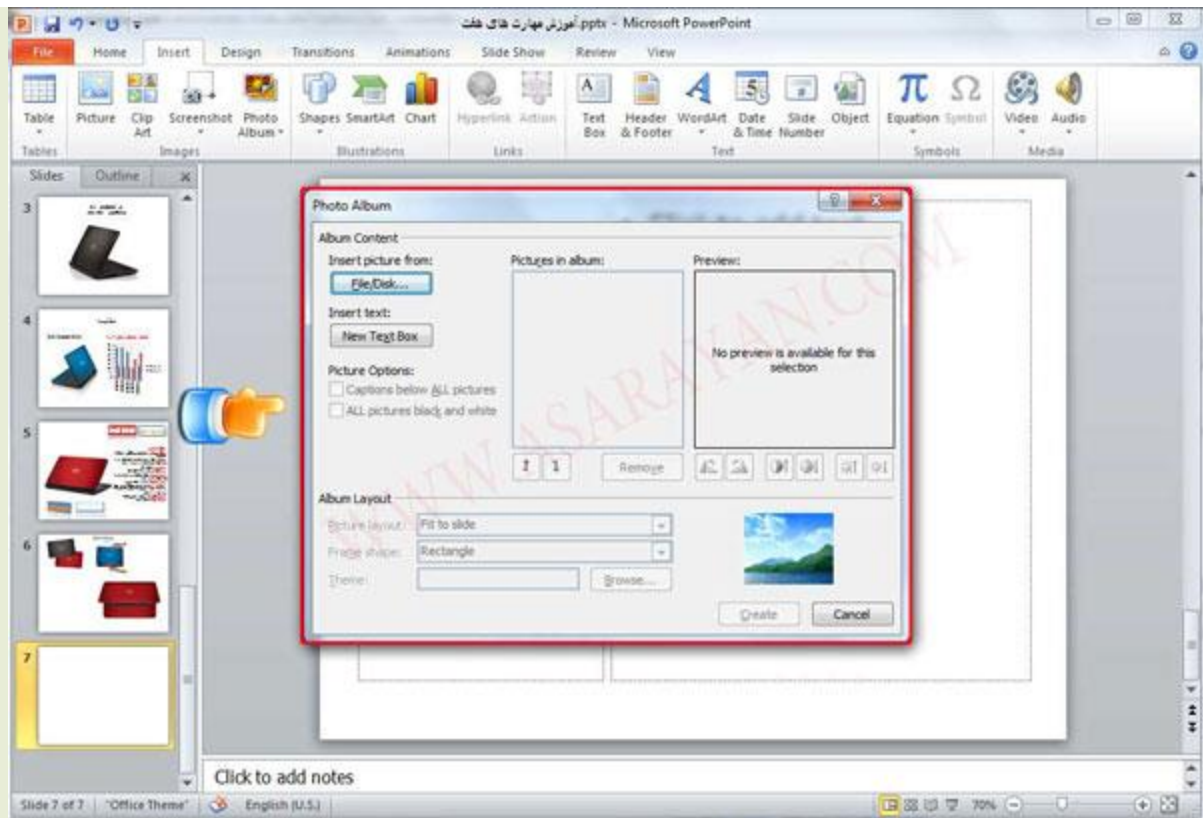 آموزش مهارت های هفت.pptx - Microsoft PowerPoint
File Home Insert Design Transitions Animations Slide Show Review View
Table Picture Clip Art Screenshot Photo Album Shapes SmartArt Chart Hyperlink Action Text Box Header & Footer WordArt Date & Time Slide Number Object Equation Symbol Video Audio
Tables Images Illustrations Links Text Symbols Media
Slides Outline
3
4
5
6
7
Photo Album
Album Content
Insert picture from:
File/Disk...
Insert text:
New Text Box
Picture Options:
Captions below ALL pictures
ALL pictures black and white
Pictures in album:
Remove
Preview:
No preview is available for this
selection
Album Layout
Picture layout: Fit to slide
Frame shape: Rectangle
Theme: Browse...
Create Cancel
WWW.ASARAYAN.COM
Click to add notes
Slide 7 of 7 "Office Theme" English (U.S.) 70%